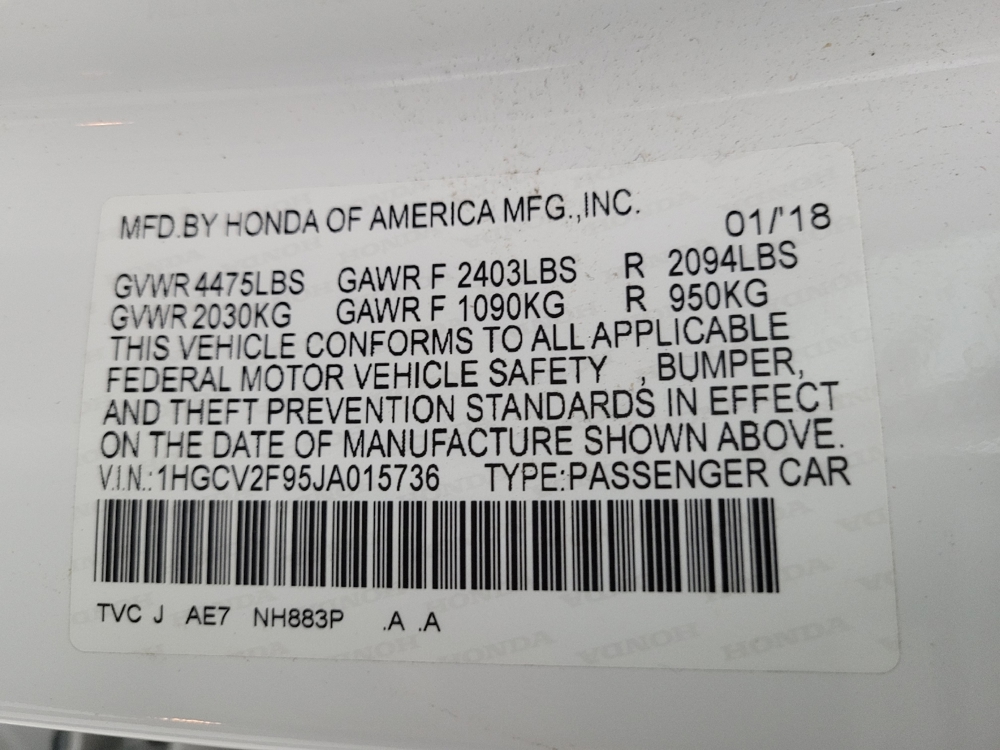 MFD.BY HONDA OF AMERICA MFG.,INC.
01/'18
GVWR 4475LBS GAWR F 2403LBS R 2094LBS
GVWR 2030KG GAWR F 1090KG R 950KG
THIS VEHICLE CONFORMS TO ALL APPLICABLE
FEDERAL MOTOR VEHICLE SAFETY , BUMPER,
AND THEFT PREVENTION STANDARDS IN EFFECT
ON THE DATE OF MANUFACTURE SHOWN ABOVE.
V.I.N.:1HGCV2F95JA015736 TYPE:PASSENGER CAR
TVC J AE7 NH883P .A .A